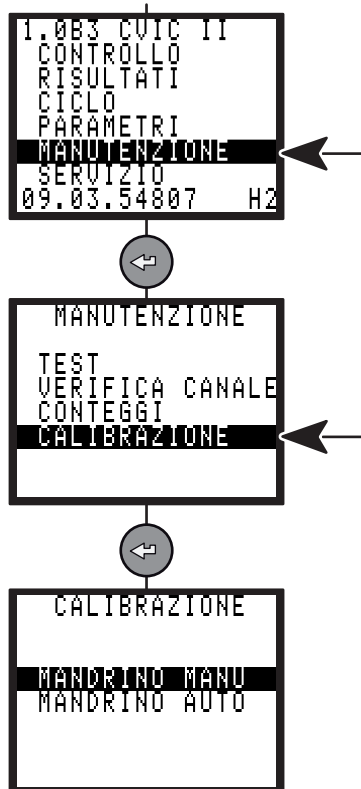 1.0B3 CVIC II
CONTROLLO
RISULTATI
CICLO
PARAMETRI
MANUTENZIONE
SERVIZIO
09.03.54807 H2
MANUTENZIONE
TEST
VERIFICA CANALE
CONTEGGI
CALIBRAZIONE
CALIBRAZIONE
MANDRINO MANU
MANDRINO AUTO